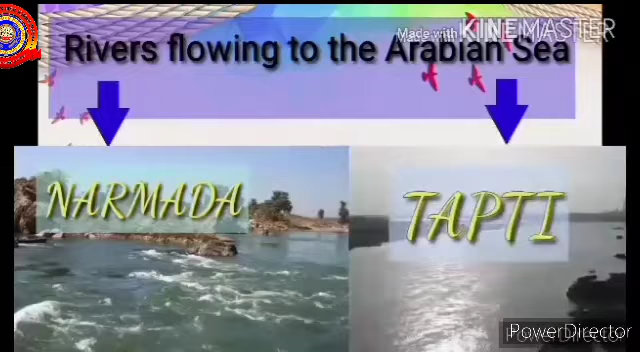 Made with KINEMASTER
Rivers flowing to the Arabian Sea
NARMADA
TAPTI
PowerDirector